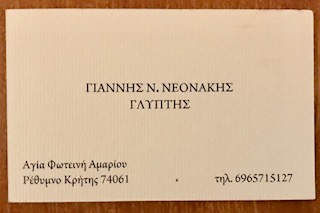 ΓΙΑΝΝΗΣ Ν. ΝΕΟΝΑΚΗΣ
ΓΛΥΠΤΗΣ
Αγία Φωτεινή Αμαρίου
Ρέθυμνο Κρήτης 74061
τηλ. 6965715127